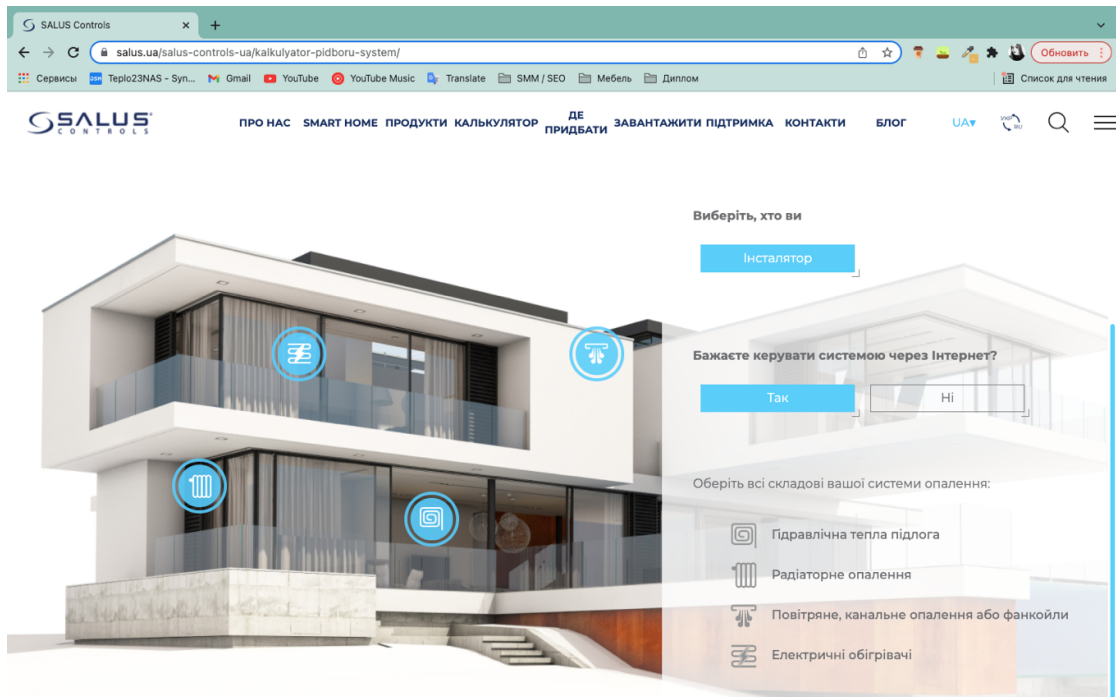 SALUS Controls
salus.ua/salus-controls-ua/kalkulyator-pidboru-system/
Обновить
Сервисы Teplo23NAS - Syn... Gmail YouTube YouTube Music Translate SMM / SEO Мебель Диплом Список для чтения
SALUS CONTROLS
ПРО НАС SMART HOME ПРОДУКТИ КАЛЬКУЛЯТОР ДЕ ПРИДБАТИ ЗАВАНТАЖИТИ ПІДТРИМКА КОНТАКТИ БЛОГ UA▾ УКР RU
Виберіть, хто ви
Інсталятор
Бажаєте керувати системою через Інтернет?
Так Ні
Оберіть всі складові вашої системи опалення:
Гідравлічна тепла підлога
Радіаторне опалення
Повітряне, канальне опалення або фанкойли
Електричні обігрівачі